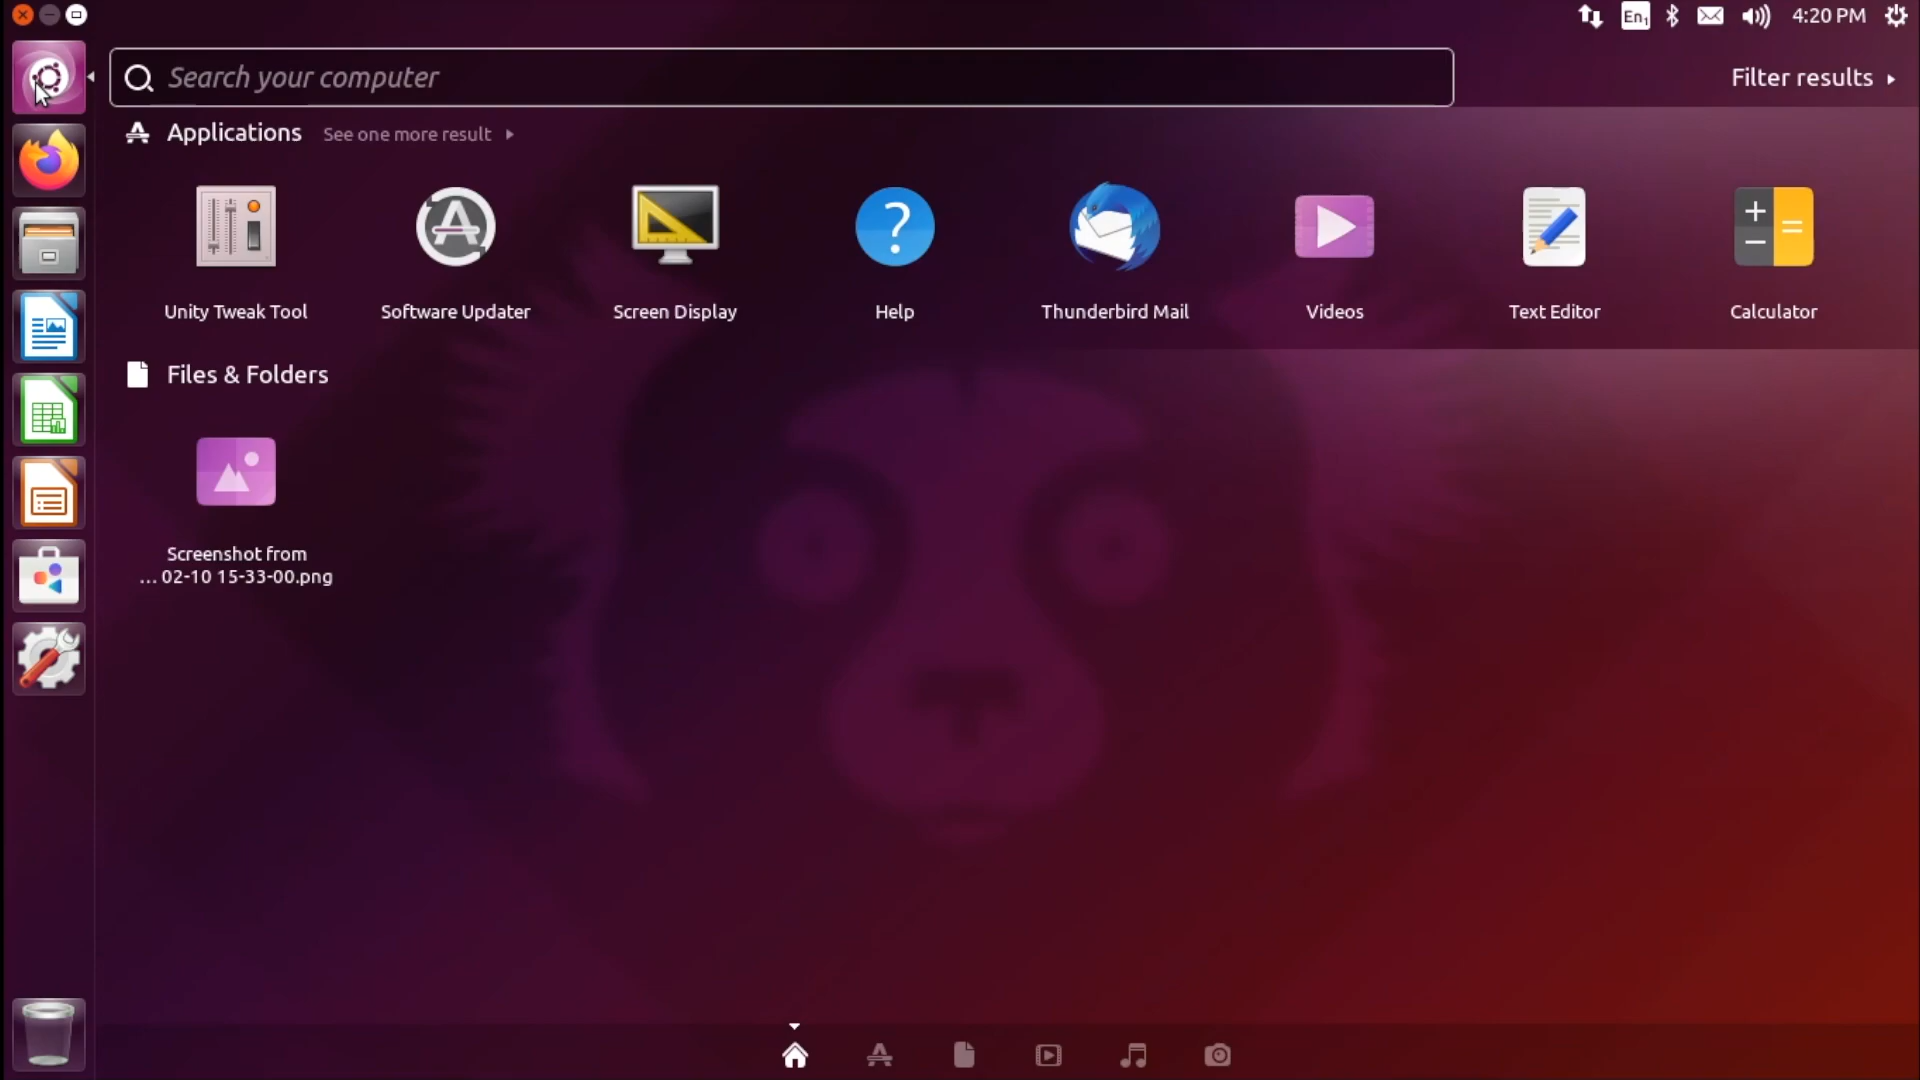 En1
4:20 PM
Search your computer
Filter results
Applications
See one more result
Unity Tweak Tool
Software Updater
Screen Display
Help
Thunderbird Mail
Videos
Text Editor
Calculator
Files & Folders
Screenshot from
... 02-10 15-33-00.png